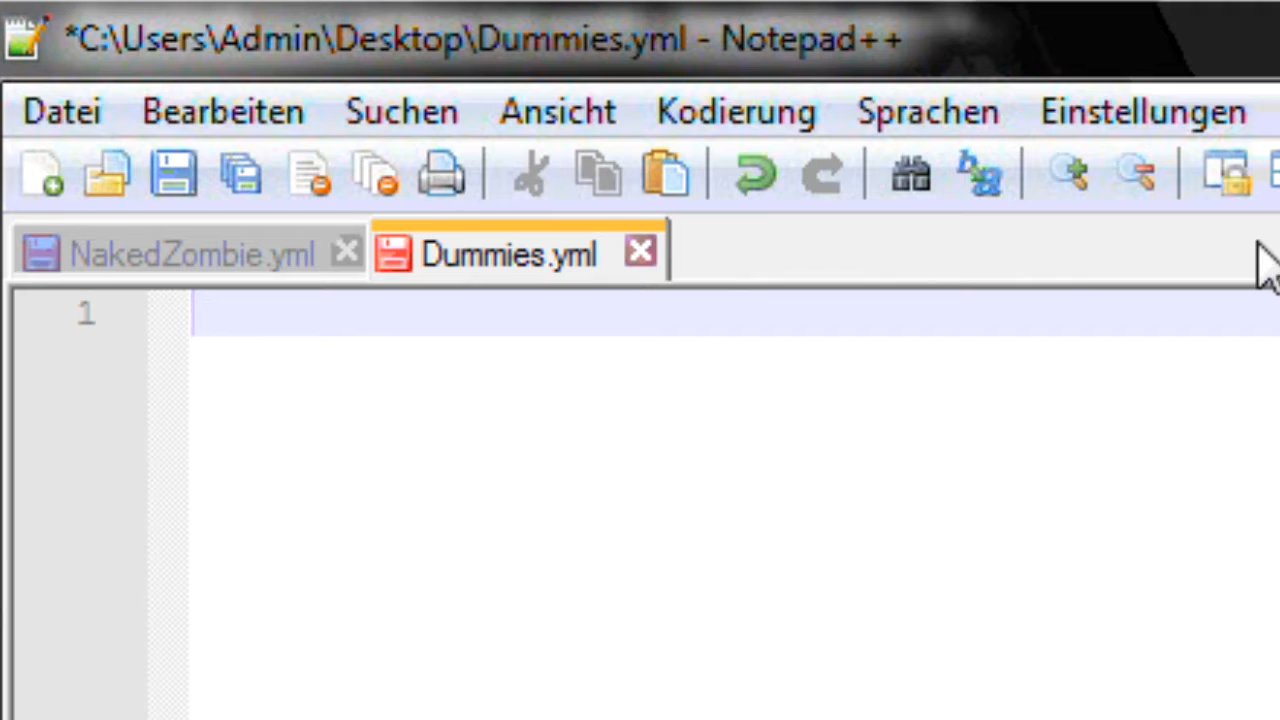 *C:\Users\Admin\Desktop\Dummies.yml - Notepad++
Datei Bearbeiten Suchen Ansicht Kodierung Sprachen Einstellungen
NakedZombie.yml Dummies.yml
1